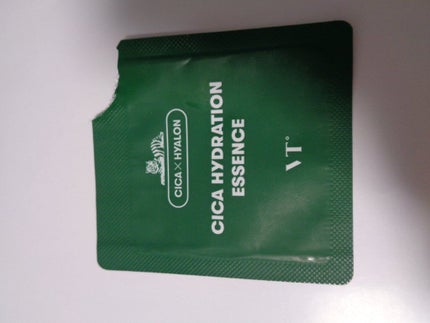 CICA × HYALON
CICA HYDRATION
ESSENCE
VT°